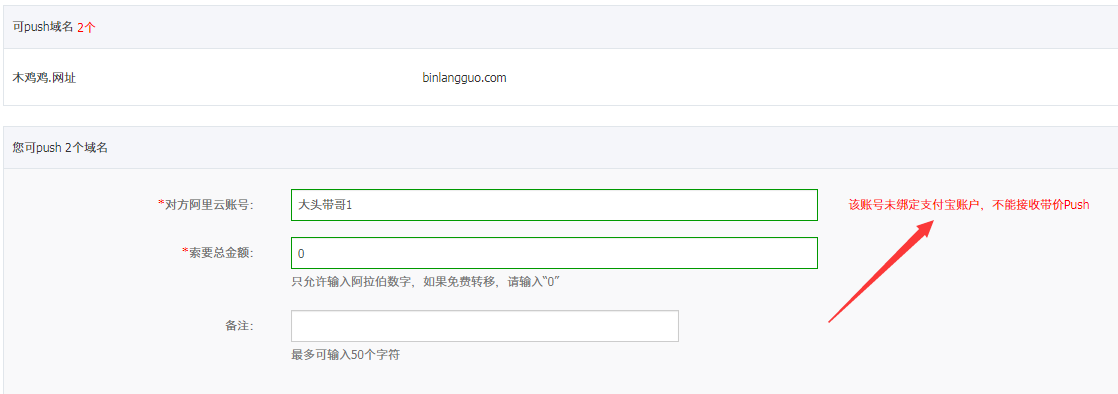 可push域名 2个
木鸡鸡.网址 binlangguo.com
您可push 2个域名
*对方阿里云账号： 大头带哥1 该账号未绑定支付宝账户，不能接收带价Push
*索要总金额： 0
只允许输入阿拉伯数字，如果免费转移，请输入“0”
备注：
最多可输入50个字符